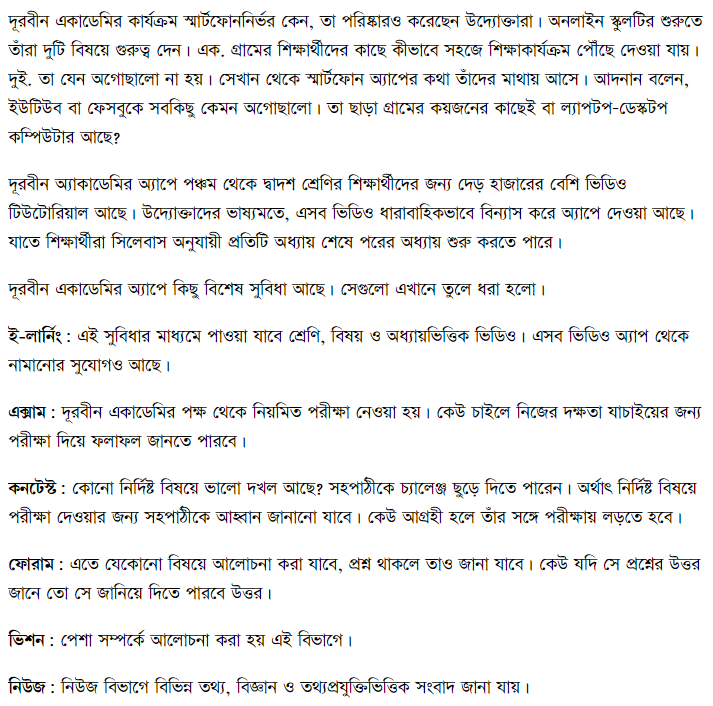 দূরবীন একাডেমির কার্যক্রম স্মার্টফোননির্ভর কেন, তা পরিষ্কারও করেছেন উদ্যোক্তারা। অনলাইন স্কুলটির শুরুতে
তাঁরা দুটি বিষয়ে গুরুত্ব দেন। এক. গ্রামের শিক্ষার্থীদের কাছে কীভাবে সহজে শিক্ষাকার্যক্রম পৌঁছে দেওয়া যায়।
দুই. তা যেন অগোছালো না হয়। সেখান থেকে স্মার্টফোন অ্যাপের কথা তাঁদের মাথায় আসে। আদনান বলেন,
ইউটিউব বা ফেসবুকে সবকিছু কেমন অগোছালো। তা ছাড়া গ্রামের কয়জনের কাছেই বা ল্যাপটপ-ডেস্কটপ
কম্পিউটার আছে?
দূরবীন অ্যাকাডেমির অ্যাপে পঞ্চম থেকে দ্বাদশ শ্রেণির শিক্ষার্থীদের জন্য দেড় হাজারের বেশি ভিডিও
টিউটোরিয়াল আছে। উদ্যোক্তাদের ভাষ্যমতে, এসব ভিডিও ধারাবাহিকভাবে বিন্যাস করে অ্যাপে দেওয়া আছে।
যাতে শিক্ষার্থীরা সিলেবাস অনুযায়ী প্রতিটি অধ্যায় শেষে পরের অধ্যায় শুরু করতে পারে।
দূরবীন একাডেমির অ্যাপে কিছু বিশেষ সুবিধা আছে। সেগুলো এখানে তুলে ধরা হলো।
ই-লার্নিং : এই সুবিধার মাধ্যমে পাওয়া যাবে শ্রেণি, বিষয় ও অধ্যায়ভিত্তিক ভিডিও। এসব ভিডিও অ্যাপ থেকে
নামানোর সুযোগও আছে।
এক্সাম : দূরবীন একাডেমির পক্ষ থেকে নিয়মিত পরীক্ষা নেওয়া হয়। কেউ চাইলে নিজের দক্ষতা যাচাইয়ের জন্য
পরীক্ষা দিয়ে ফলাফল জানতে পারবে।
কনটেস্ট : কোনো নির্দিষ্ট বিষয়ে ভালো দখল আছে? সহপাঠীকে চ্যালেঞ্জ ছুড়ে দিতে পারেন। অর্থাৎ নির্দিষ্ট বিষয়ে
পরীক্ষা দেওয়ার জন্য সহপাঠীকে আহ্বান জানানো যাবে। কেউ আগ্রহী হলে তাঁর সঙ্গে পরীক্ষায় লড়তে হবে।
ফোরাম : এতে যেকোনো বিষয়ে আলোচনা করা যাবে, প্রশ্ন থাকলে তাও জানা যাবে। কেউ যদি সে প্রশ্নের উত্তর
জানে তো সে জানিয়ে দিতে পারবে উত্তর।
ভিশন : পেশা সম্পর্কে আলোচনা করা হয় এই বিভাগে।
নিউজ : নিউজ বিভাগে বিভিন্ন তথ্য, বিজ্ঞান ও তথ্যপ্রযুক্তিভিত্তিক সংবাদ জানা যায়।